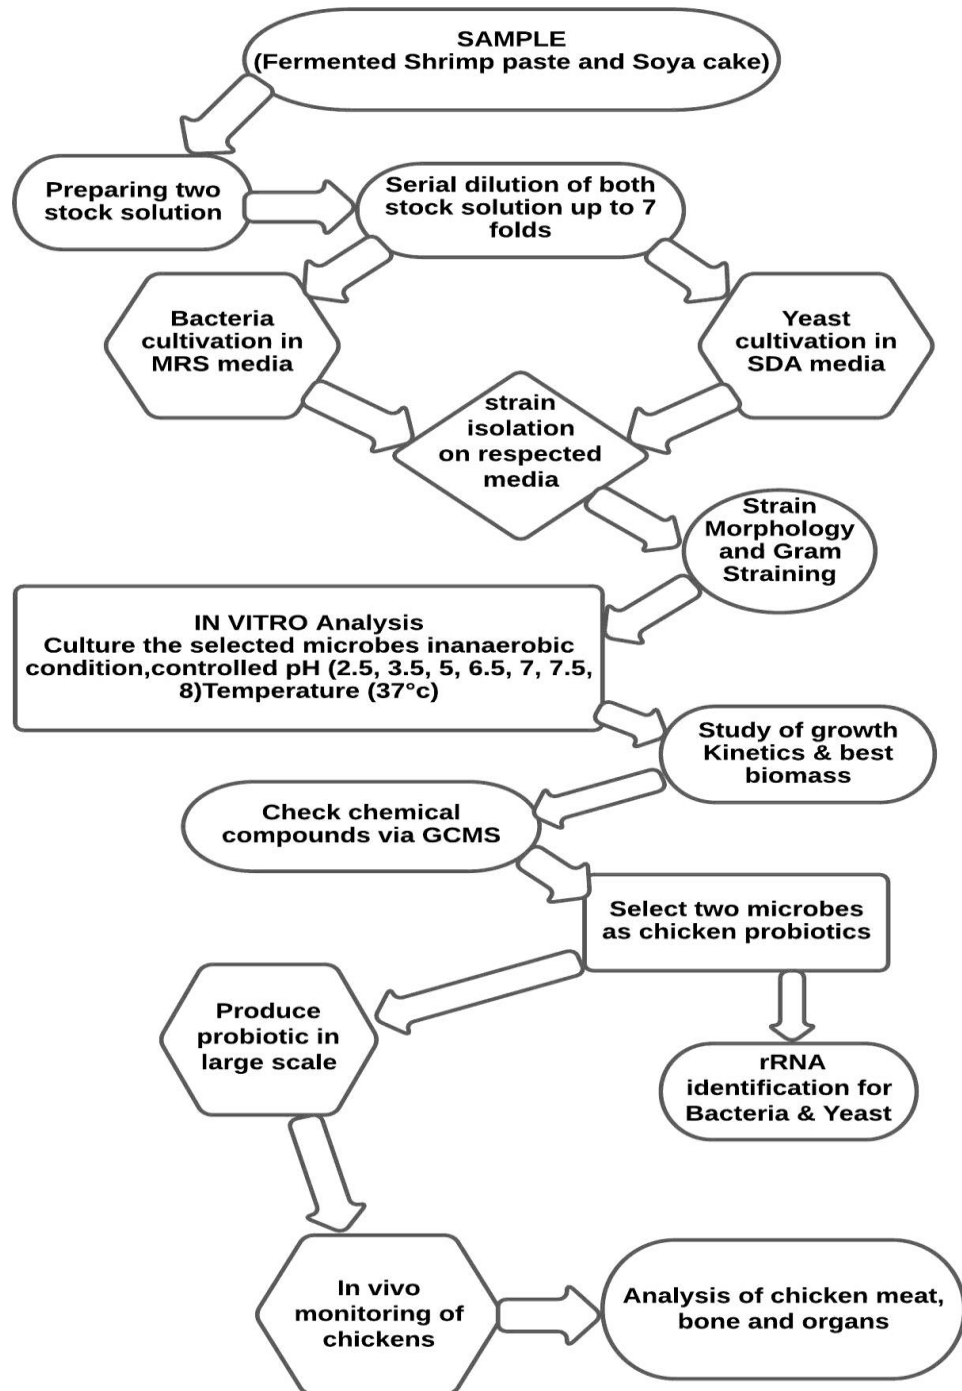 SAMPLE
(Fermented Shrimp paste and Soya cake)
Preparing two
stock solution
Serial dilution of both
stock solution up to 7
folds
Bacteria
cultivation in
MRS media
Yeast
cultivation in
SDA media
strain
isolation
on respected
media
Strain
Morphology
and Gram
Straining
IN VITRO Analysis
Culture the selected microbes inanaerobic
condition,controlled pH (2.5, 3.5, 5, 6.5, 7, 7.5,
8)Temperature (37°c)
Study of growth
Kinetics & best
biomass
Check chemical
compounds via GCMS
Select two microbes
as chicken probiotics
Produce
probiotic in
large scale
rRNA
identification for
Bacteria & Yeast
In vivo
monitoring of
chickens
Analysis of chicken meat,
bone and organs